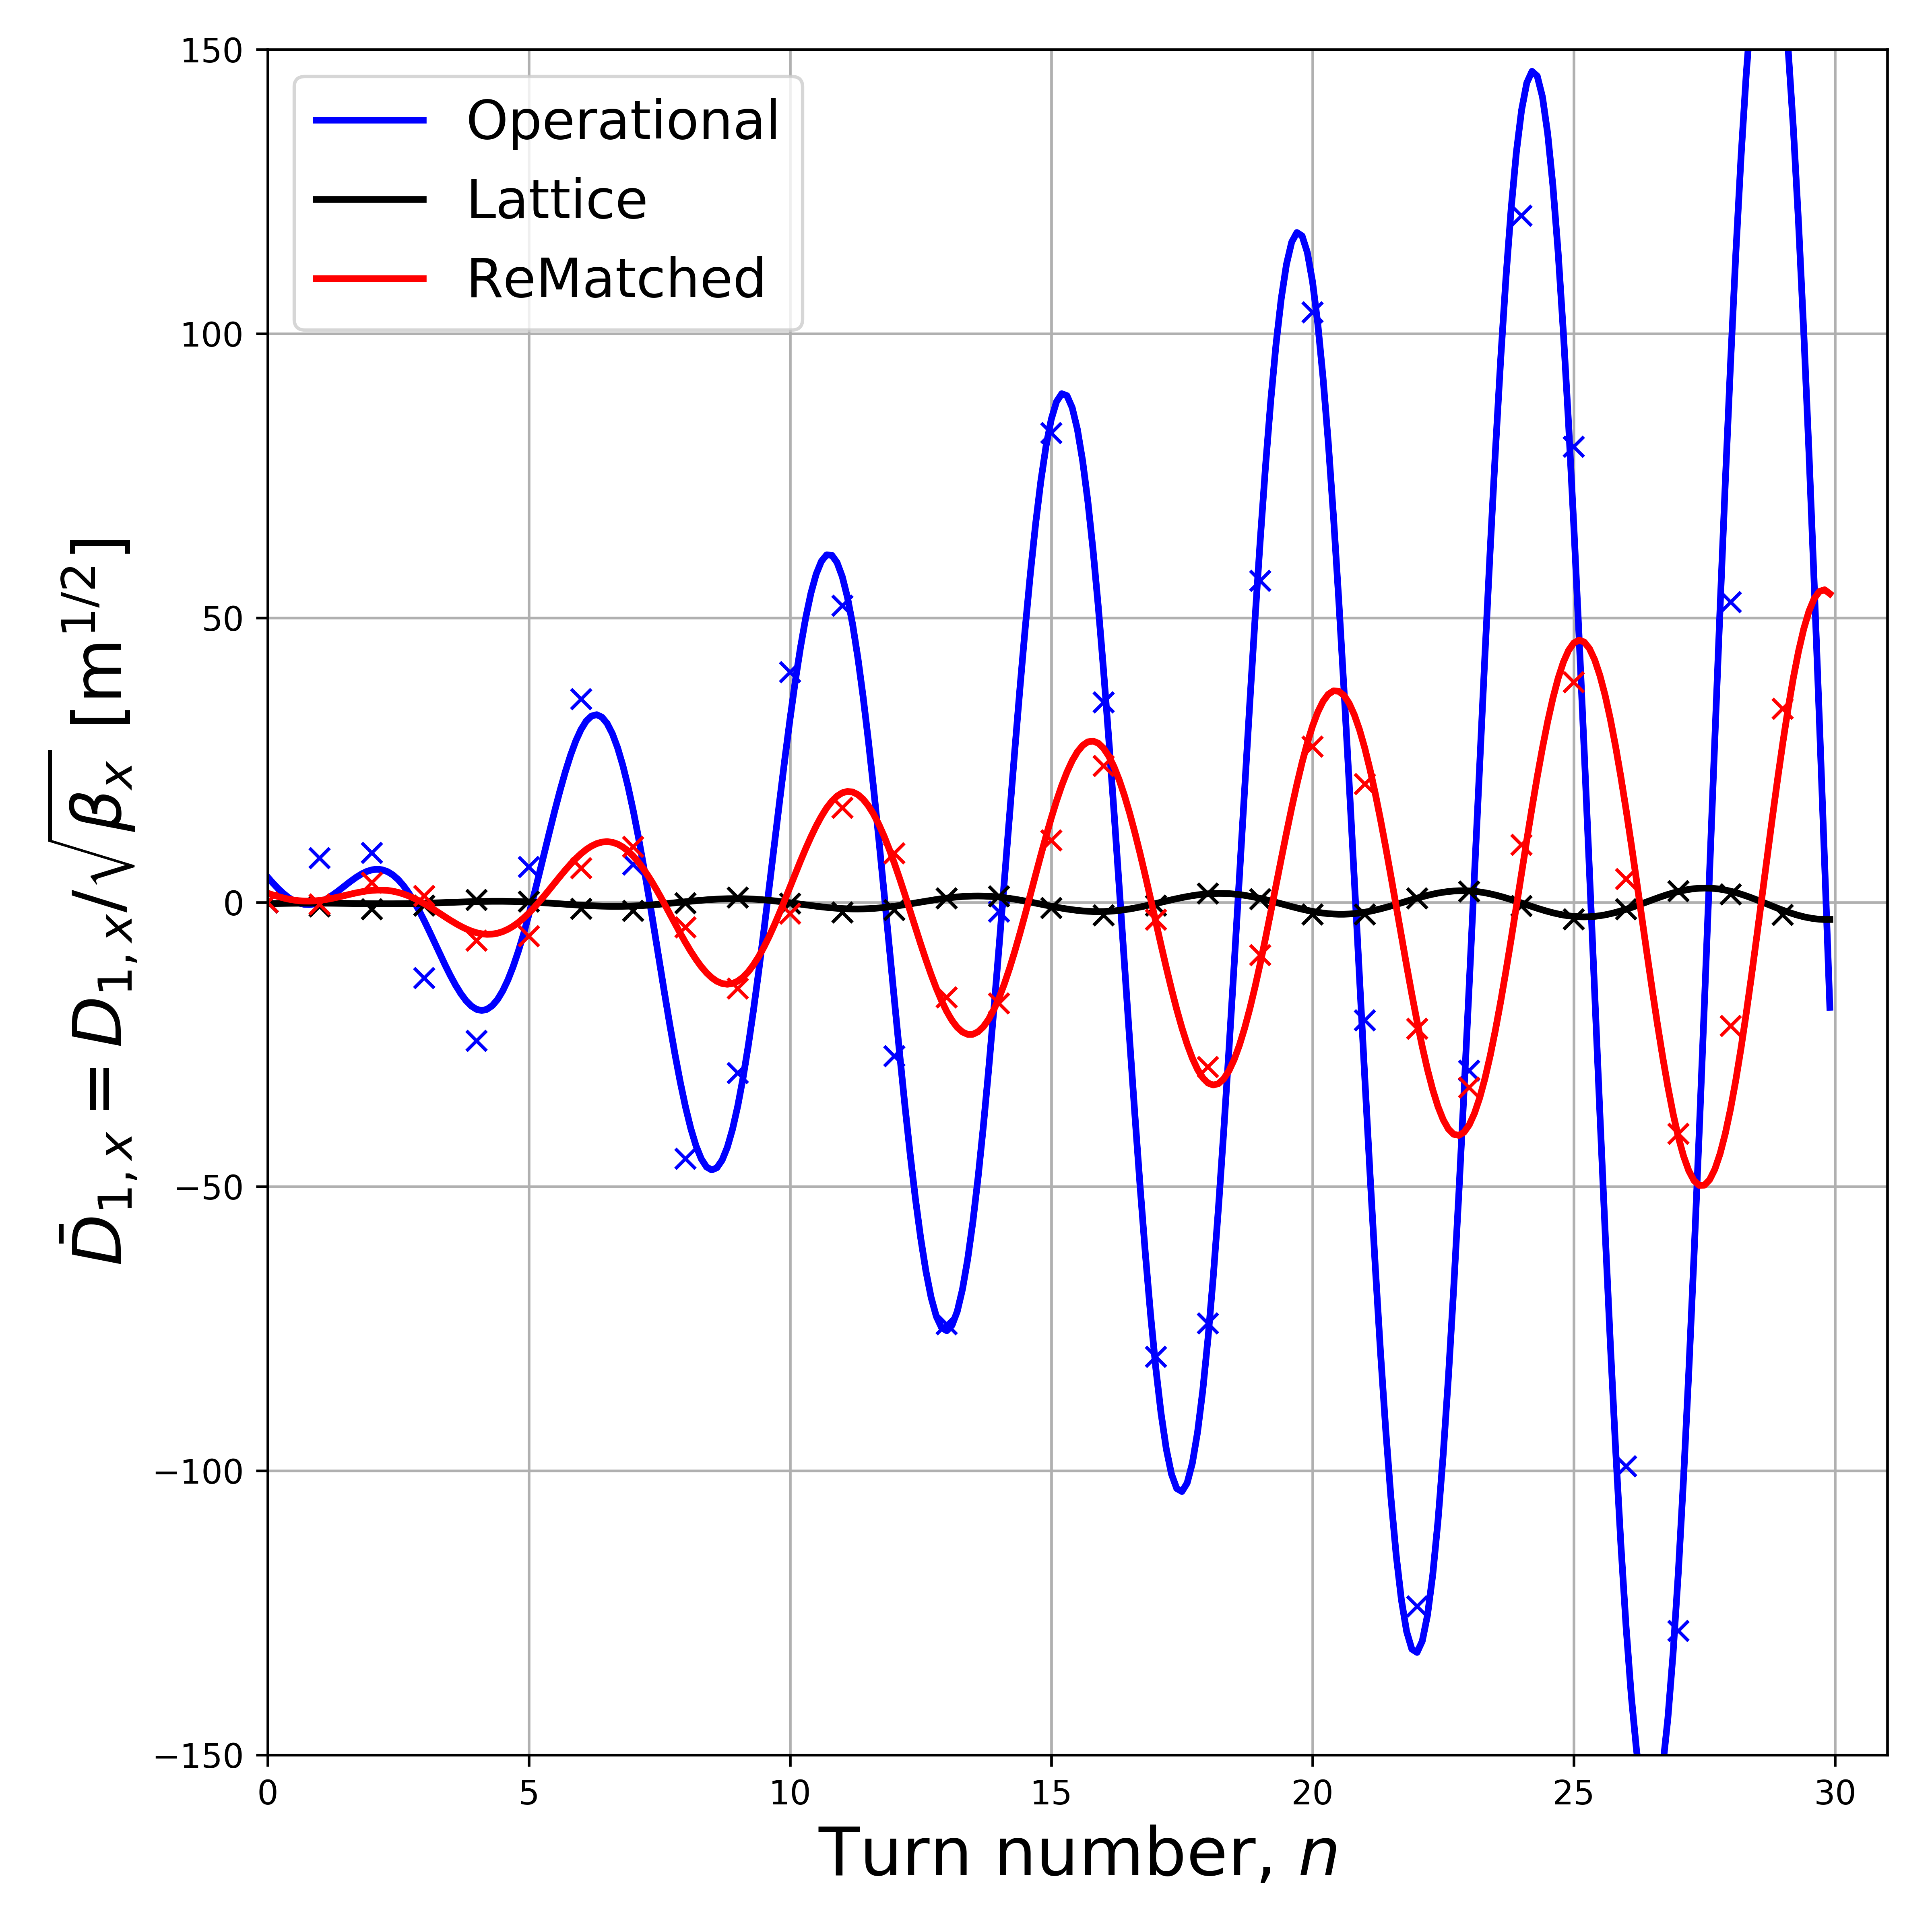 D̄₁,ₓ = D₁,ₓ/√βₓ [m¹/²]
150
100
50
0
−50
−100
−150
Operational
Lattice
ReMatched
0 5 10 15 20 25 30
Turn number, n